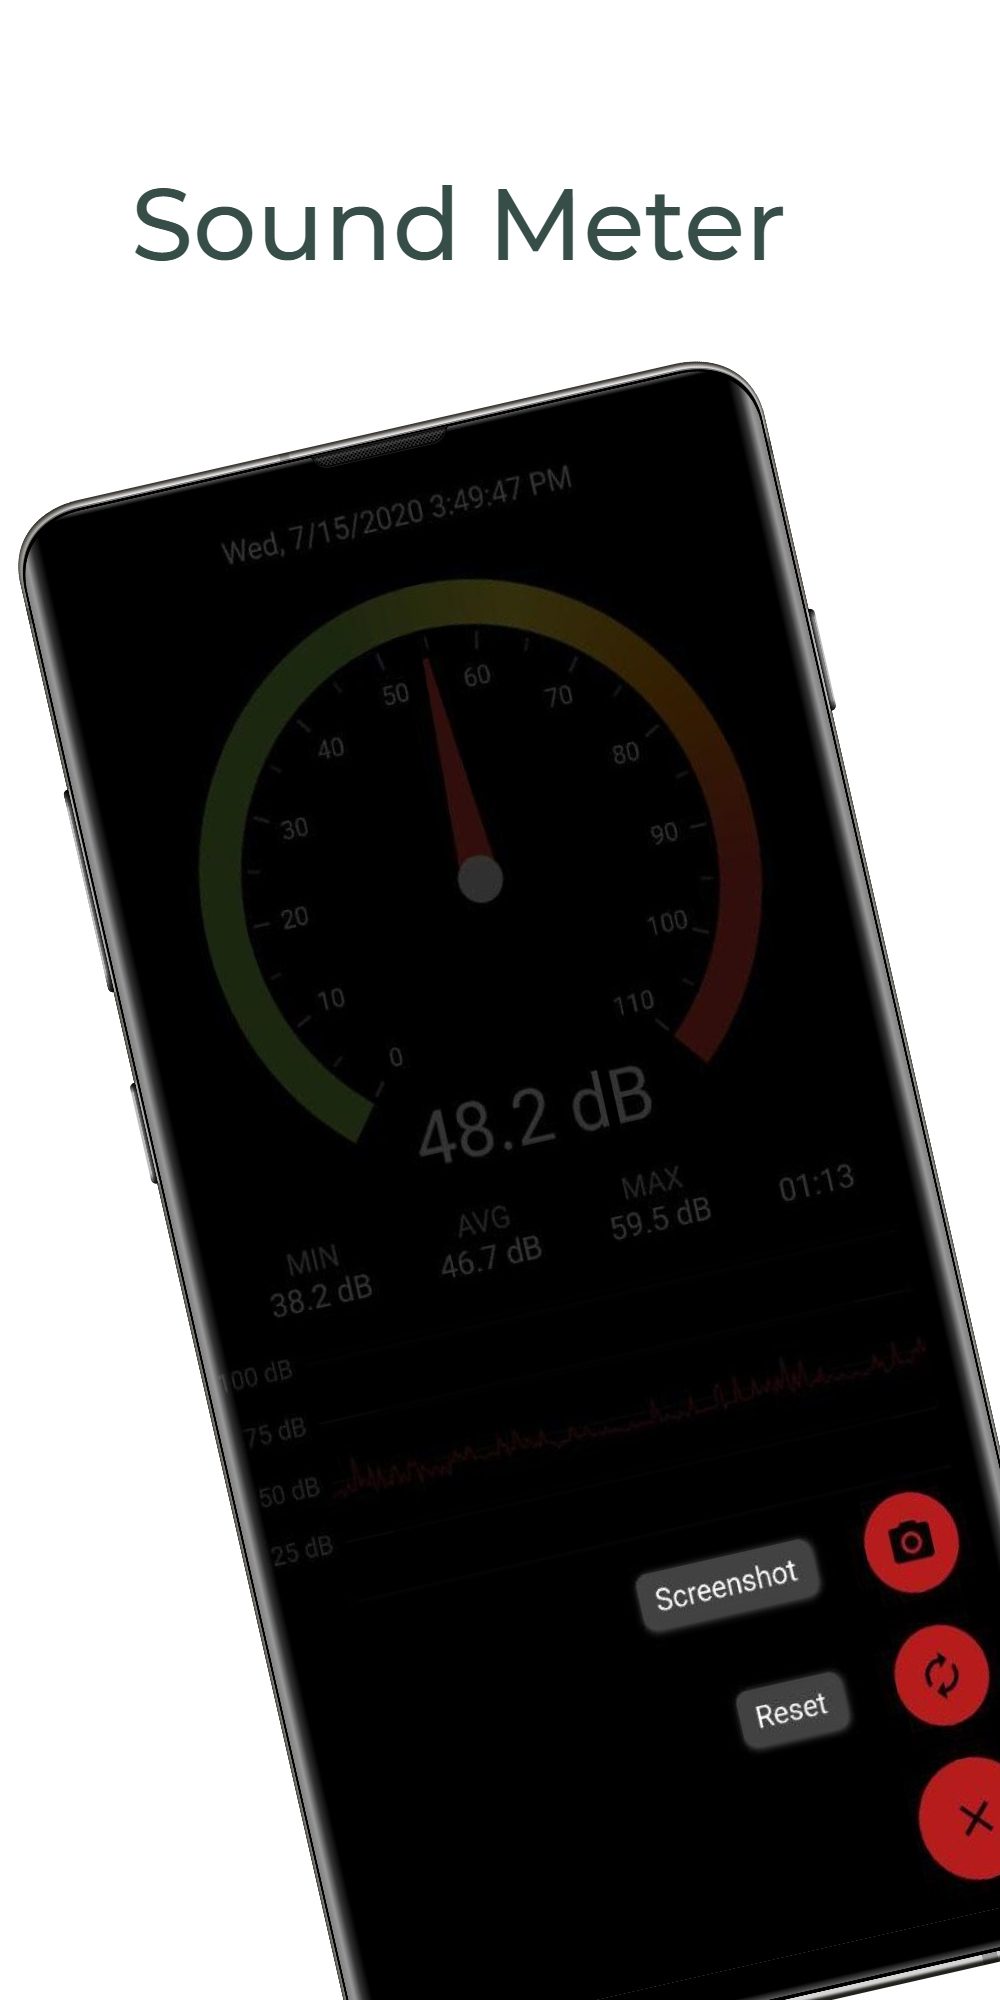 Sound Meter
Wed, 7/15/2020 3:49:47 PM
0
10
20
30
40
50
60
70
80
90
100
110
48.2 dB
MIN
38.2 dB
AVG
46.7 dB
MAX
59.5 dB
01:13
100 dB
75 dB
50 dB
25 dB
Screenshot
Reset